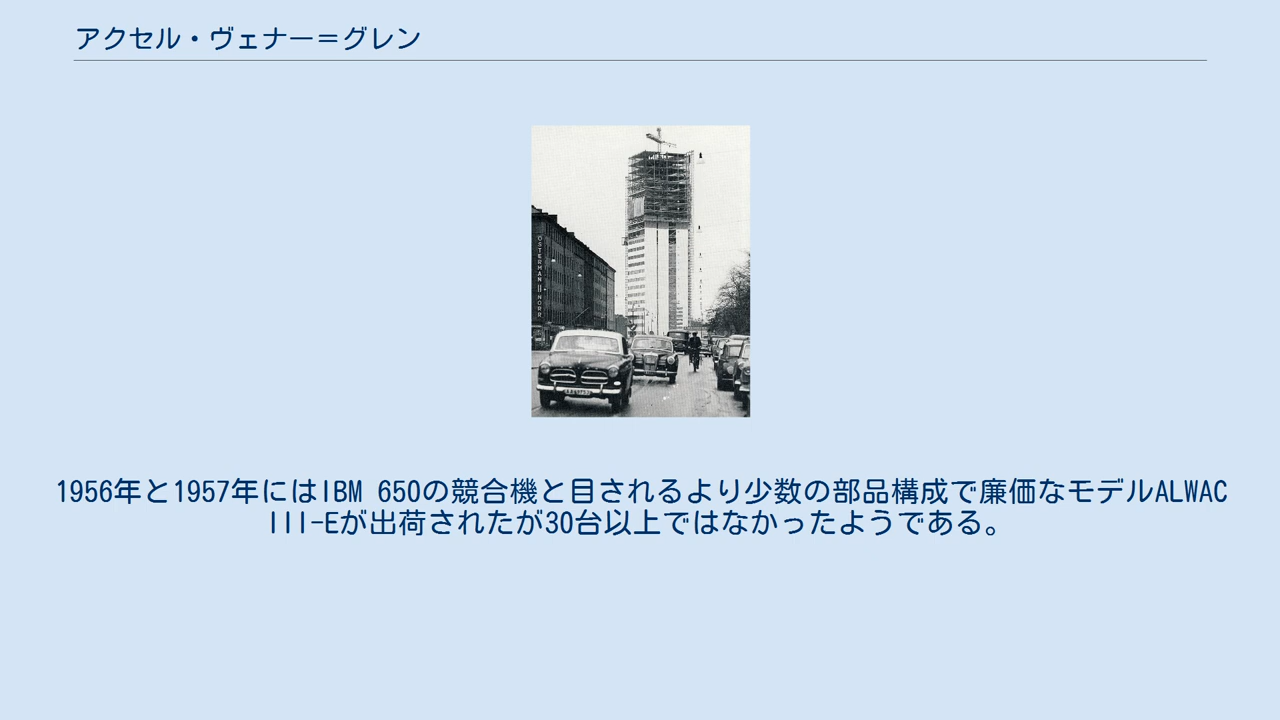 アクセル・ヴェナー＝グレン
ÖSTERMAN
NORR
1956年と1957年にはIBM 650の競合機と目されるより少数の部品構成で廉価なモデルALWAC
III-Eが出荷されたが30台以上ではなかったようである。